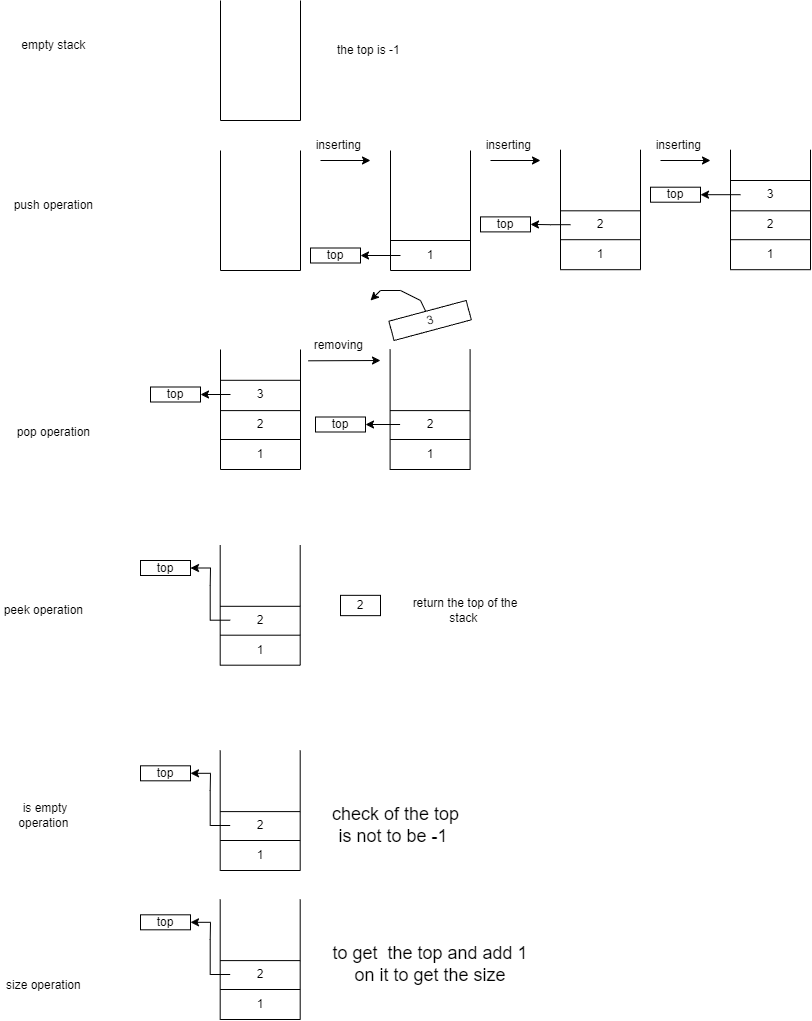 empty stack
the top is -1
inserting
inserting
inserting
push operation
top
1
top
2
1
top
3
2
1
3
removing
top
3
2
1
pop operation
top
2
1
top
2
1
peek operation
2
return the top of the
stack
top
2
1
is empty
operation
check of the top
is not to be -1
top
2
1
size operation
to get the top and add 1
on it to get the size